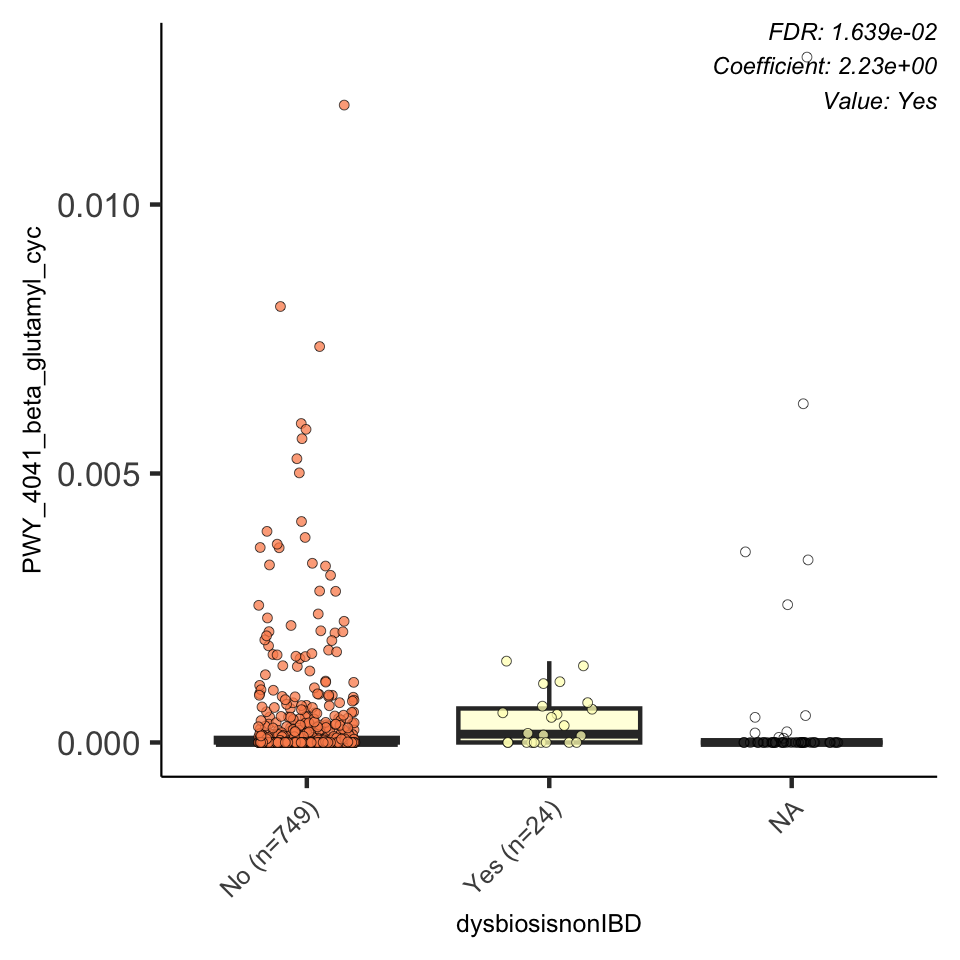 FDR: 1.639e-02
Coefficient: 2.23e+00
Value: Yes
PWY_4041_beta_glutamyl_cyc
0.010
0.005
0.000
No (n=749)
Yes (n=24)
NA
dysbiosisnonIBD